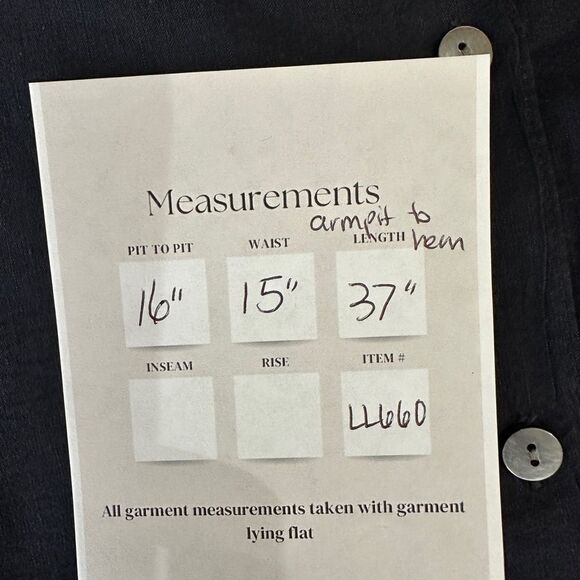 Measurements
armpit to
hem
PIT TO PIT WAIST LENGTH
16" 15" 37"
INSEAM RISE ITEM #
LL660
All garment measurements taken with garment
lying flat